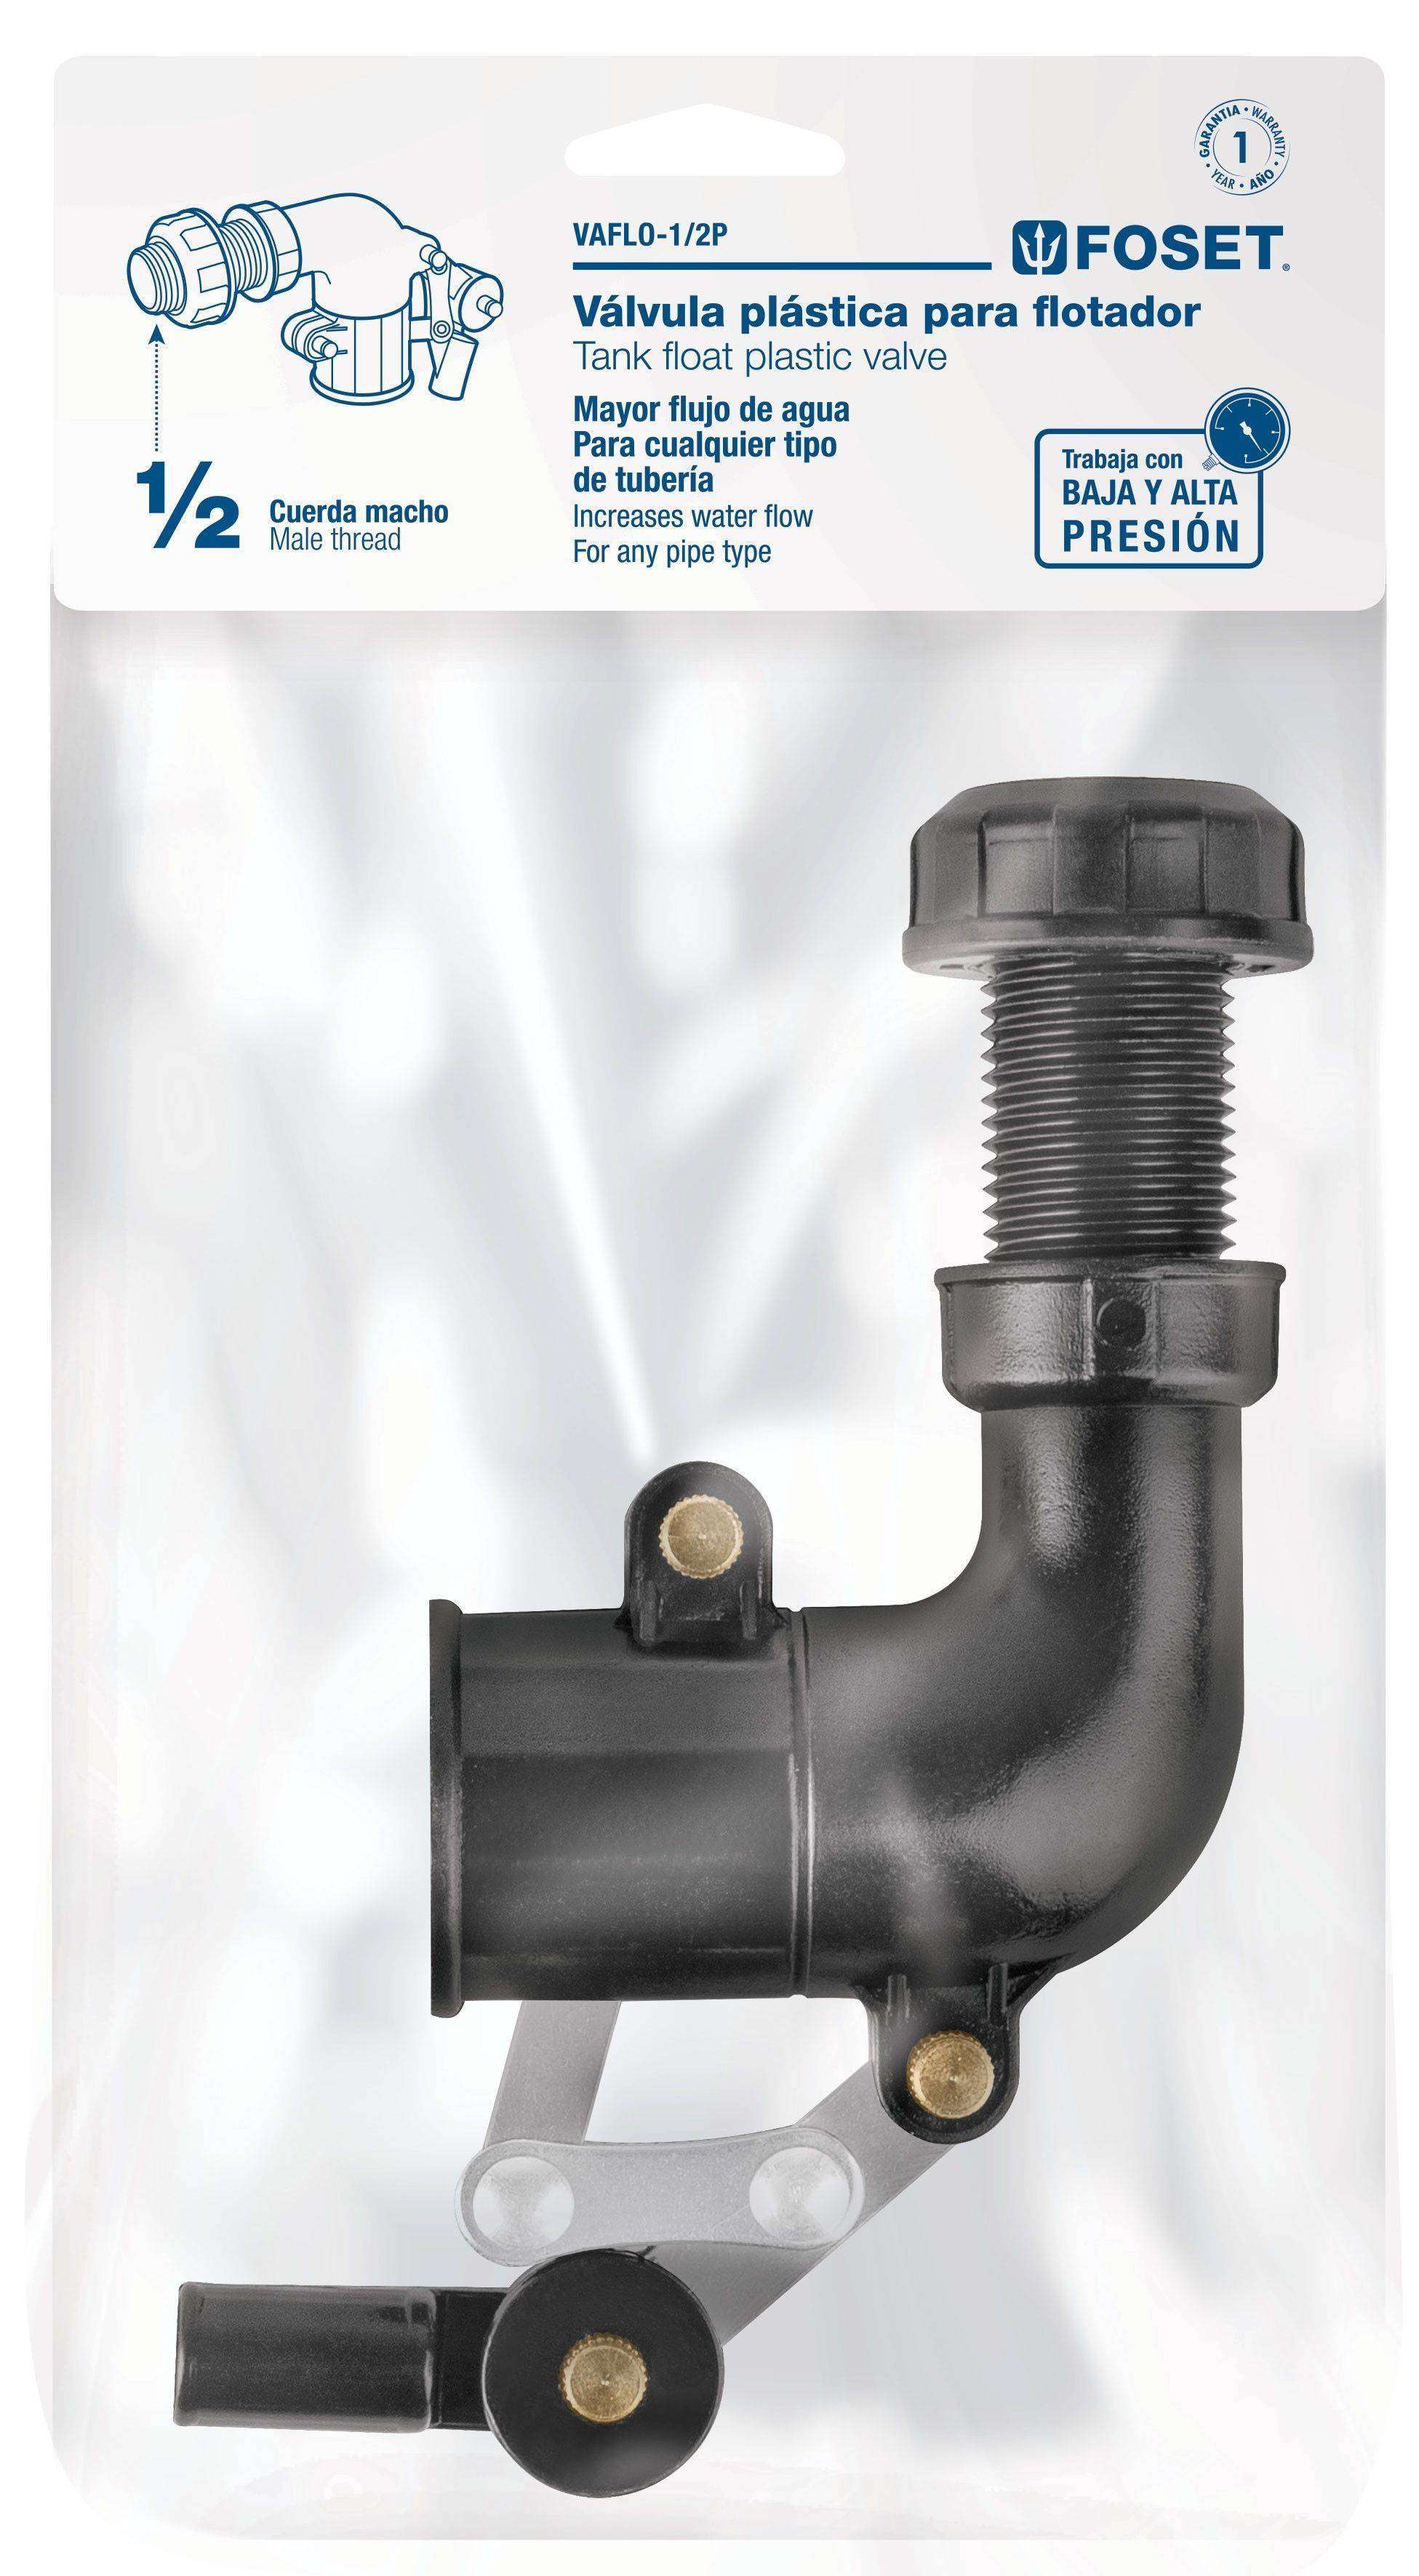 GARANTIA • WARRANTY
1
YEAR • AÑO
VAFLO-1/2P
FOSET®
Válvula plástica para flotador
Tank float plastic valve
Mayor flujo de agua
Para cualquier tipo
de tubería
Increases water flow
For any pipe type
1/2
Cuerda macho
Male thread
Trabaja con
BAJA Y ALTA
PRESIÓN